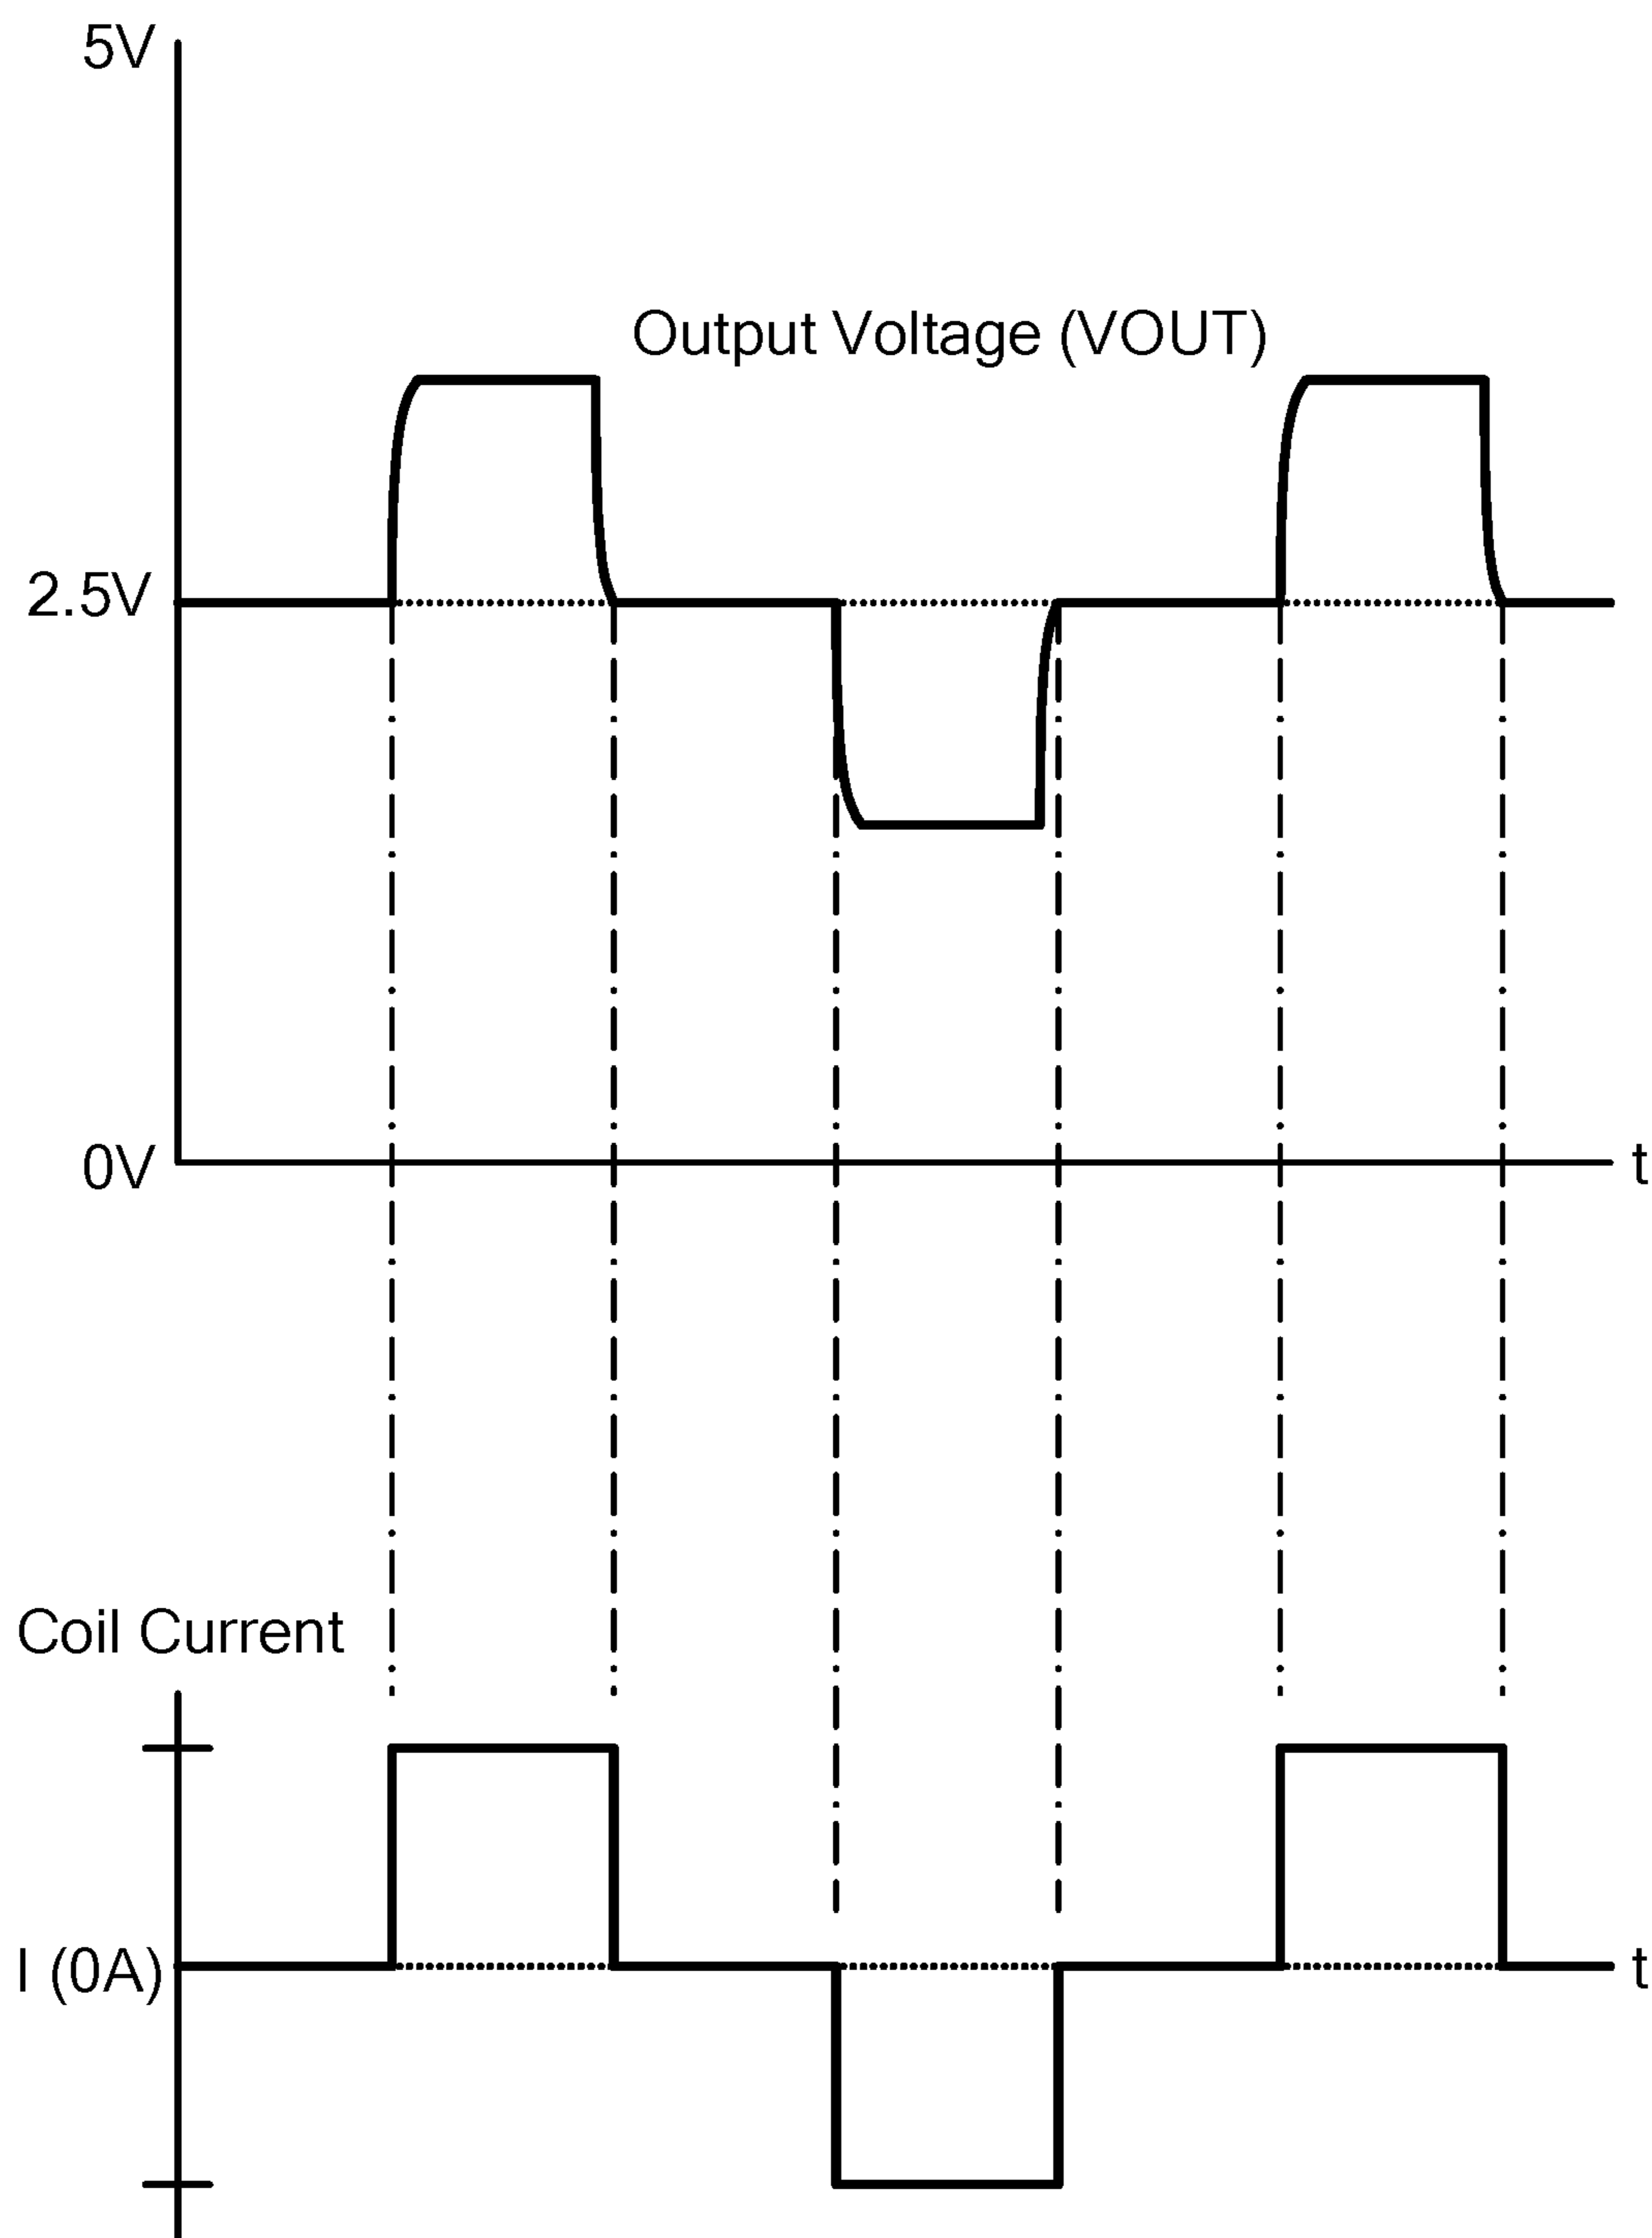 5V
Output Voltage (VOUT)
2.5V
0V
t
Coil Current
I (0A)
t